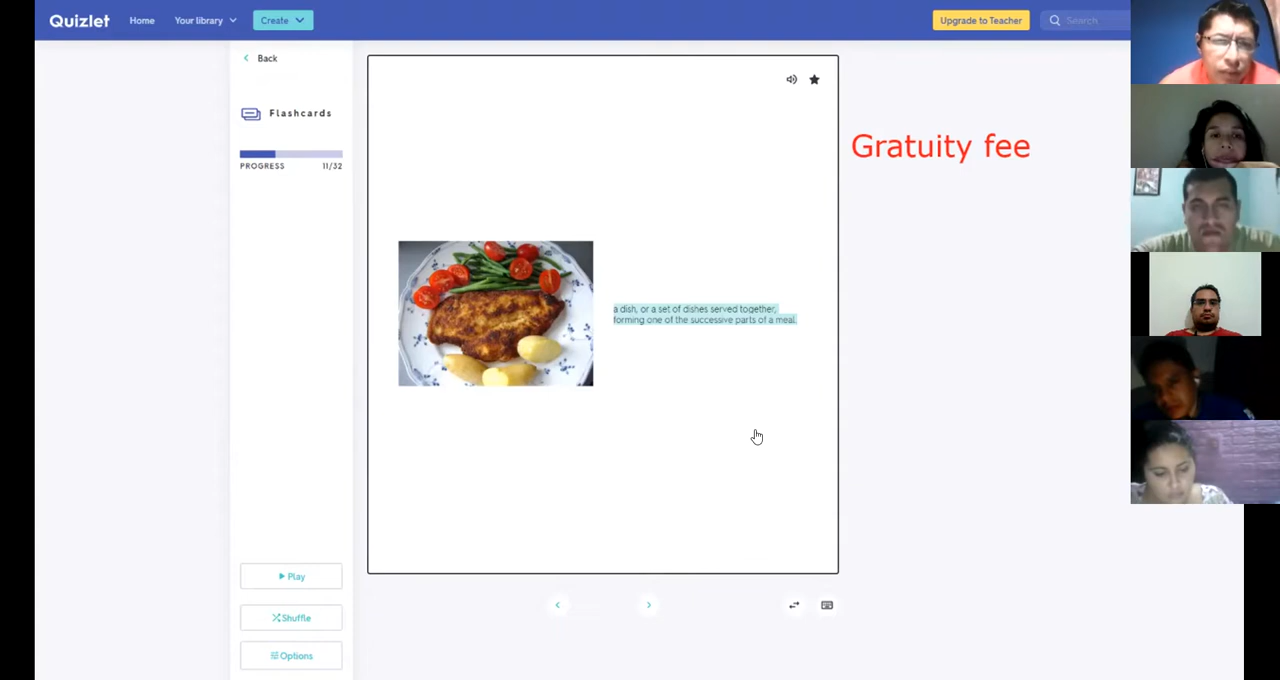 Quizlet
Home
Your library
Create
Upgrade to Teacher
Search
Back
Flashcards
PROGRESS
11/32
Gratuity fee
a dish, or a set of dishes served together,
forming one of the successive parts of a meal.
Play
Shuffle
Options